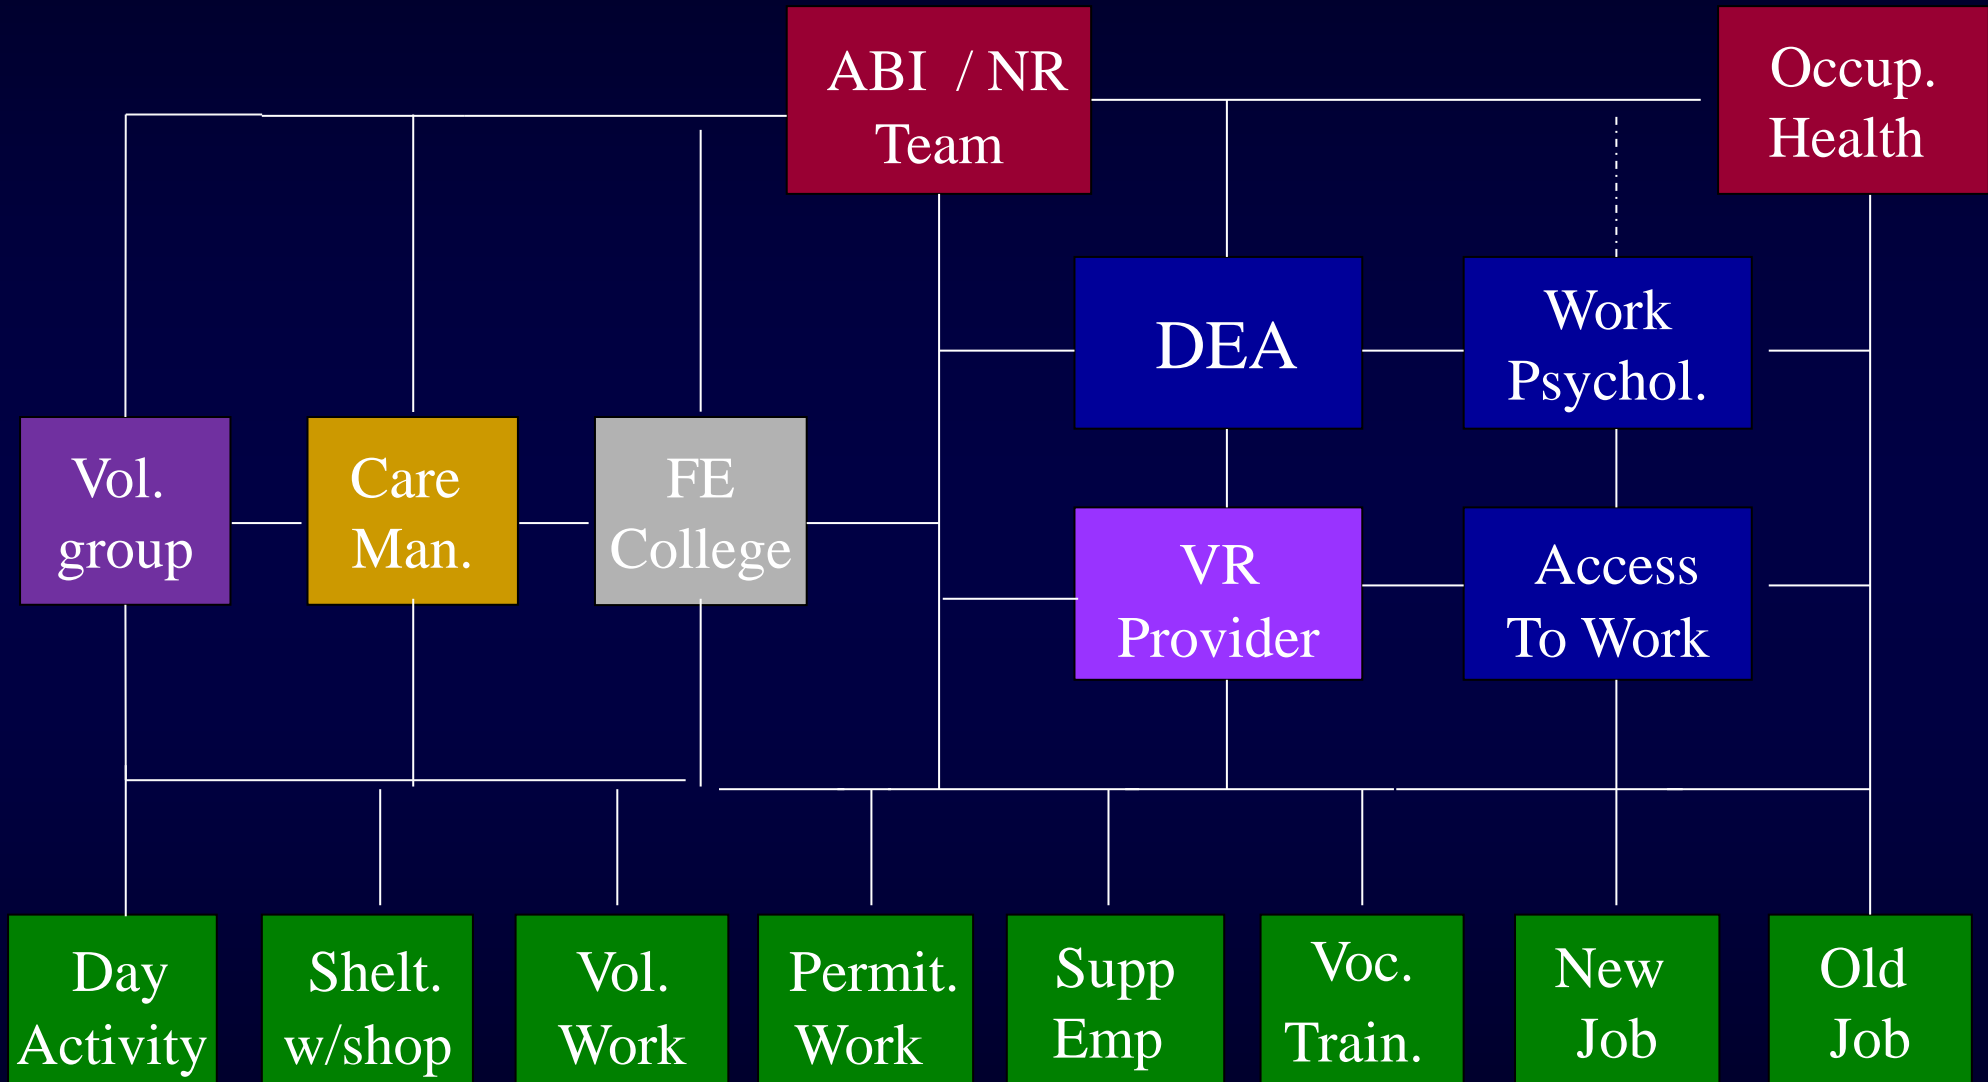 ABI / NR
Team
Occup.
Health
DEA
Work
Psychol.
Vol.
group
Care
Man.
FE
College
VR
Provider
Access
To Work
Day
Activity
Shelt.
w/shop
Vol.
Work
Permit.
Work
Supp
Emp
Voc.
Train.
New
Job
Old
Job